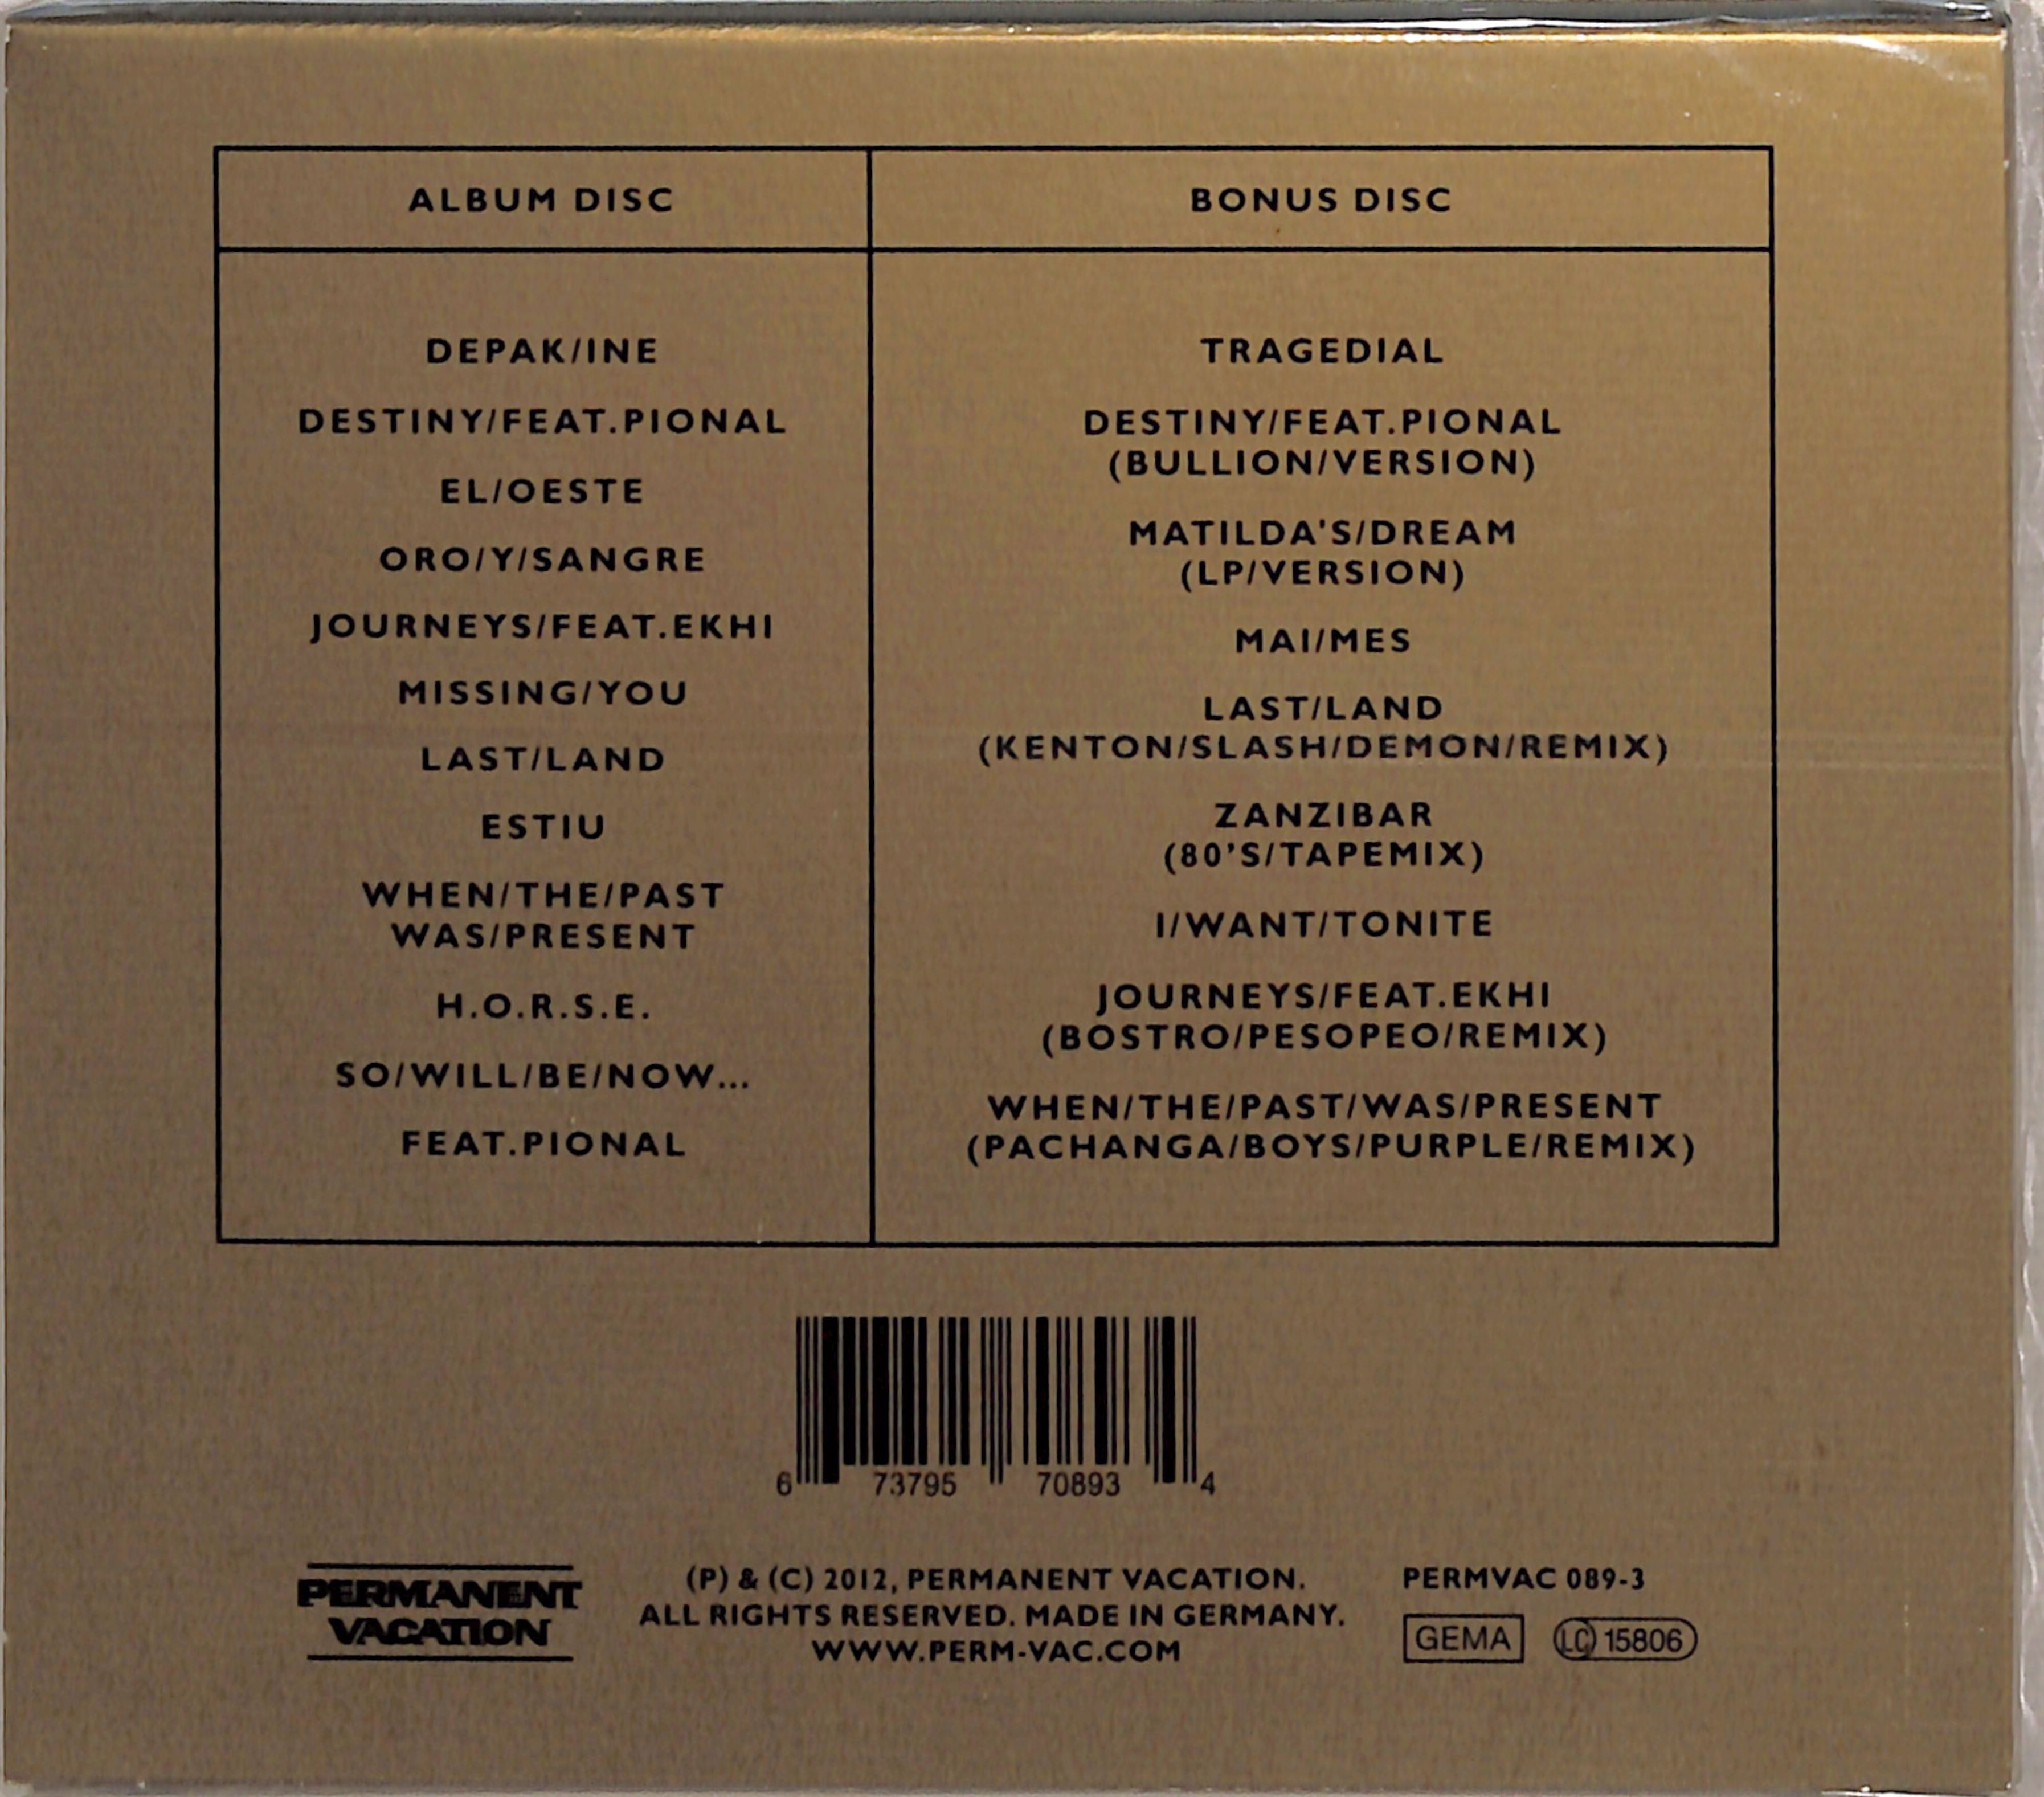 ALBUM DISC
DEPAK/INE
DESTINY/FEAT.PIONAL
EL/OESTE
ORO/Y/SANGRE
JOURNEYS/FEAT.EKHI
MISSING/YOU
LAST/LAND
ESTIU
WHEN/THE/PAST
WAS/PRESENT
H.O.R.S.E.
SO/WILL/BE/NOW...
FEAT.PIONAL
BONUS DISC
TRAGEDIAL
DESTINY/FEAT.PIONAL
(BULLION/VERSION)
MATILDA'S/DREAM
(LP/VERSION)
MAI/MES
LAST/LAND
(KENTON/SLASH/DEMON/REMIX)
ZANZIBAR
(80'S/TAPEMIX)
I/WANT/TONITE
JOURNEYS/FEAT.EKHI
(BOSTRO/PESOPEO/REMIX)
WHEN/THE/PAST/WAS/PRESENT
(PACHANGA/BOYS/PURPLE/REMIX)
6 73795 70893 4
PERMANENT
VACATION
(P) & (C) 2012, PERMANENT VACATION.
ALL RIGHTS RESERVED. MADE IN GERMANY.
WWW.PERM-VAC.COM
PERMVAC 089-3
GEMA LC 15806